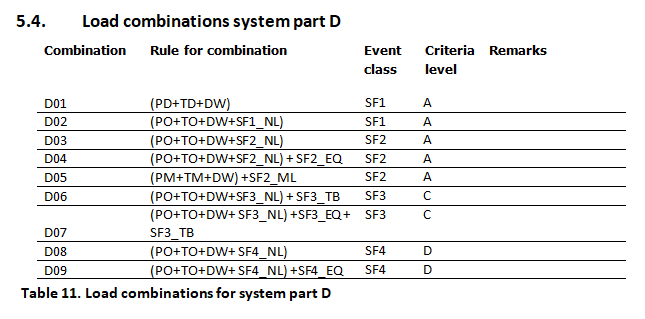 5.4. Load combinations system part D
Combination Rule for combination Event class Criteria level Remarks
D01 (PD+TD+DW) SF1 A
D02 (PO+TO+DW+SF1_NL) SF1 A
D03 (PO+TO+DW+SF2_NL) SF2 A
D04 (PO+TO+DW+SF2_NL) + SF2_EQ SF2 A
D05 (PM+TM+DW) +SF2_ML SF2 A
D06 (PO+TO+DW+SF3_NL) + SF3_TB SF3 C
(PO+TO+DW+ SF3_NL) +SF3_EQ + SF3 C
D07 SF3_TB
D08 (PO+TO+DW+ SF4_NL) SF4 D
D09 (PO+TO+DW+ SF4_NL) +SF4_EQ SF4 D
Table 11. Load combinations for system part D